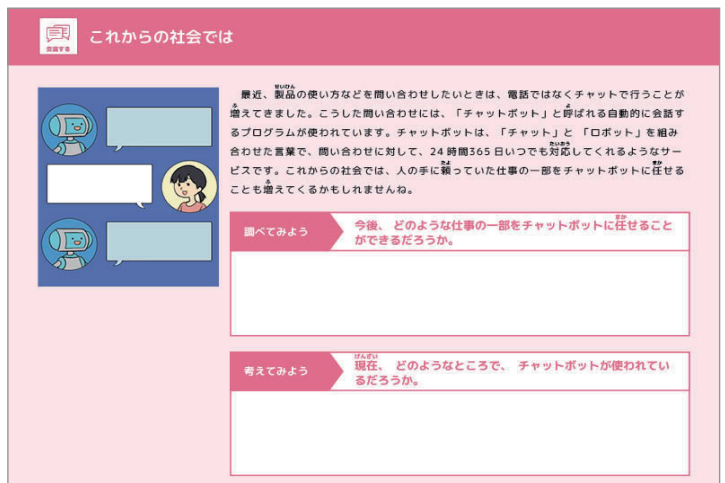 意識する
これからの社会では
最近、製品の使い方などを問い合わせしたいときは、電話ではなくチャットで行うことが
増えてきました。こうした問い合わせには、「チャットボット」と呼ばれる自動的に会話す
るプログラムが使われています。チャットボットは、「チャット」と「ロボット」を組み
合わせた言葉で、問い合わせに対して、24時間365日いつでも対応してくれるようなサー
ビスです。これからの社会では、人の手に頼っていた仕事の一部をチャットボットに任せる
ことも増えてくるかもしれませんね。
調べてみよう
今後、どのような仕事の一部をチャットボットに任せること
ができるだろうか。
考えてみよう
現在、どのようなところで、チャットボットが使われてい
るだろうか。